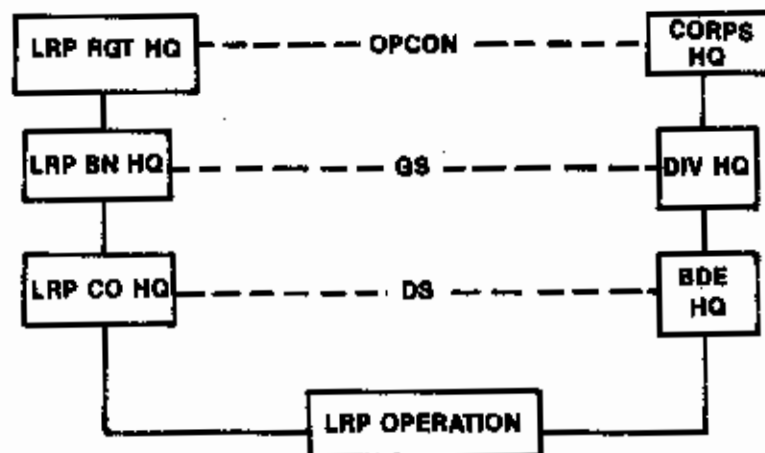 LRP RGT HQ
OPCON
CORPS
HQ
LRP BN HQ
GS
DIV HQ
LRP CO HQ
DS
BDE
HQ
LRP OPERATION